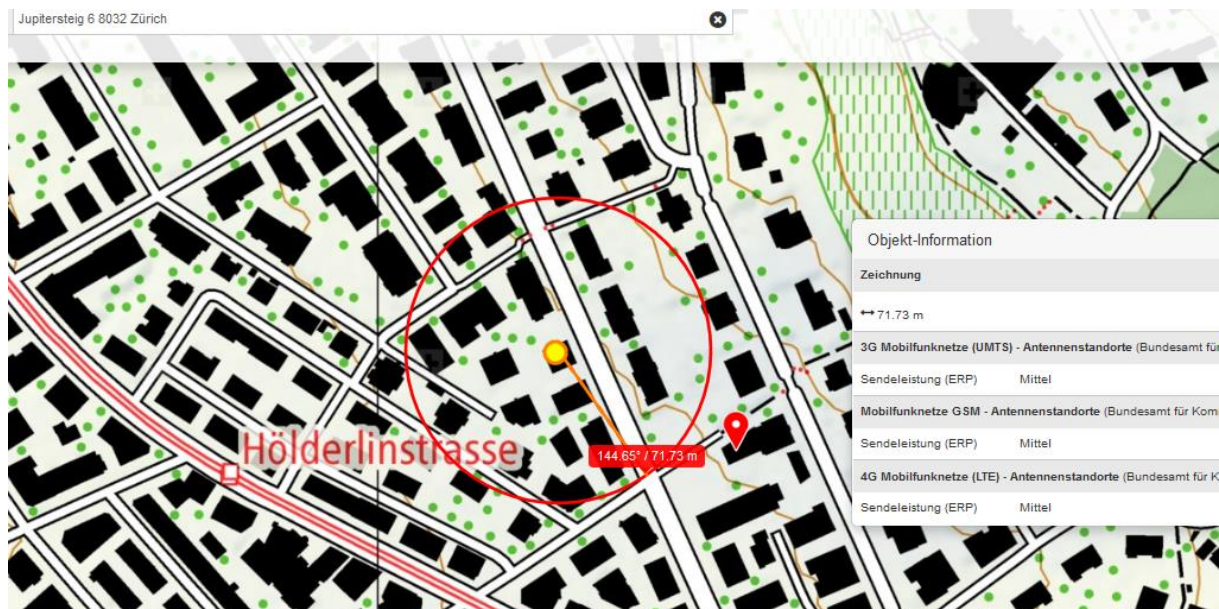 Jupitersteig 6 8032 Zürich
Objekt-Information
Zeichnung
↔ 71.73 m
3G Mobilfunknetze (UMTS) - Antennenstandorte (Bundesamt für
Sendeleistung (ERP) Mittel
Mobilfunknetze GSM - Antennenstandorte (Bundesamt für Kom
Sendeleistung (ERP) Mittel
4G Mobilfunknetze (LTE) - Antennenstandorte (Bundesamt für K
Sendeleistung (ERP) Mittel
Hölderlinstrasse
144.65° / 71.73 m